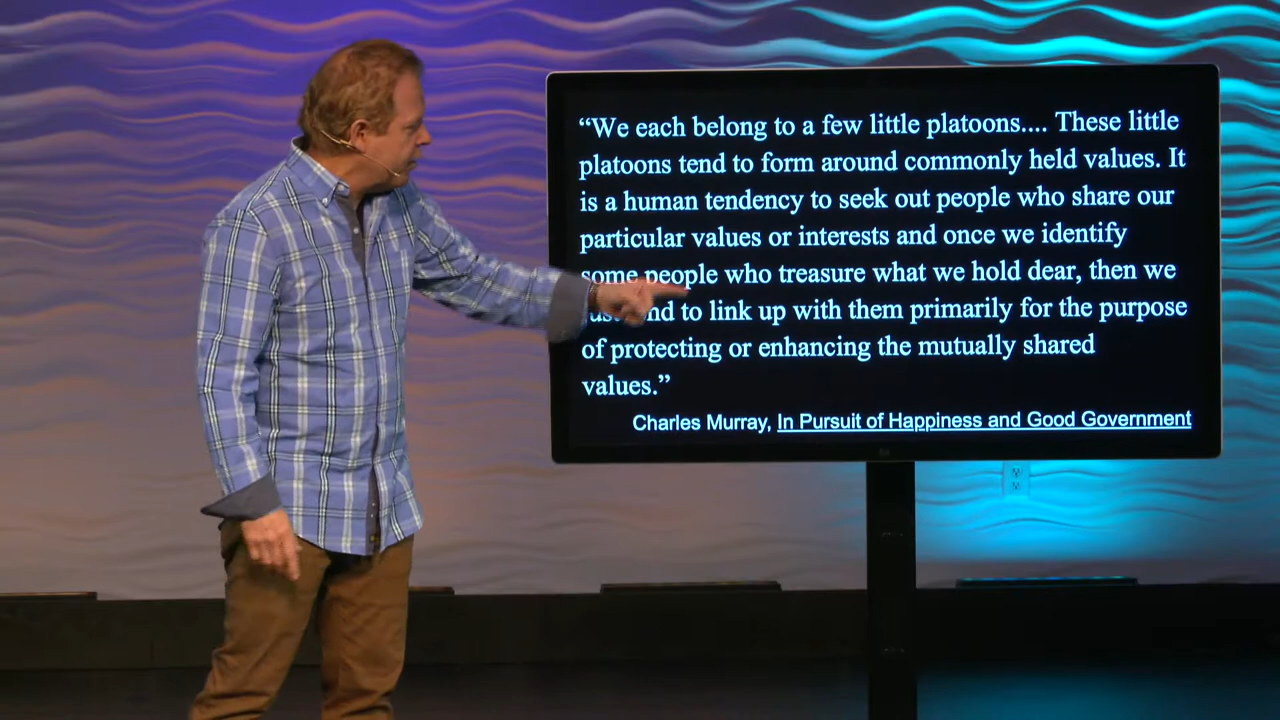 “We each belong to a few little platoons.... These little
platoons tend to form around commonly held values. It
is a human tendency to seek out people who share our
particular values or interests and once we identify
some people who treasure what we hold dear, then we
to link up with them primarily for the purpose
of protecting or enhancing the mutually shared
values.”
Charles Murray, In Pursuit of Happiness and Good Government